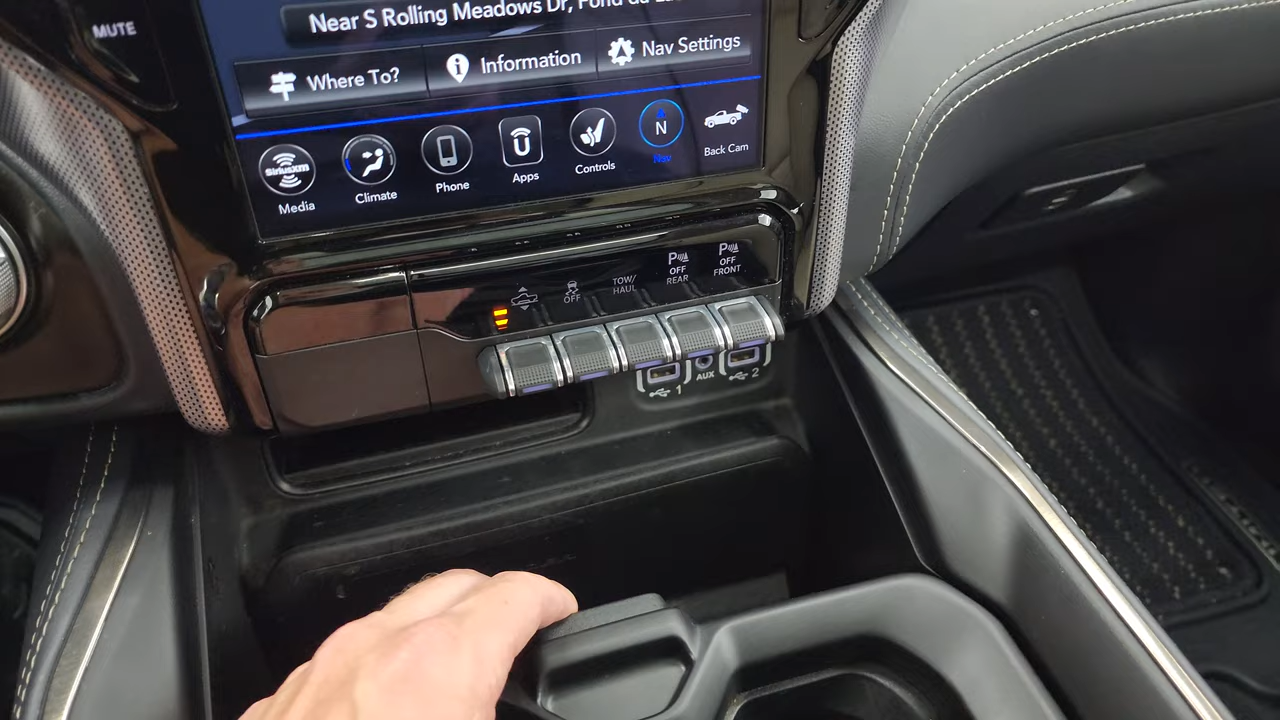 MUTE
Near S Rolling Meadows Dr, Fond du
Where To?
Information
Nav Settings
SiriusXM
N
Media
Climate
Phone
Apps
Controls
Nav
Back Cam
OFF
TOW/
HAUL
P
OFF
REAR
P
OFF
FRONT
1
AUX
2